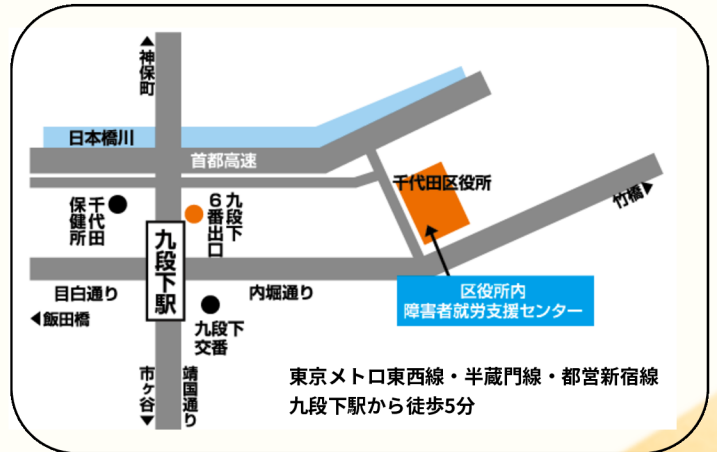 ▲神保町
日本橋川
首都高速
千代田区役所
竹橋▶
千代田
保健所
九段下
６番出口
九段下駅
目白通り
内堀通り
◀飯田橋
区役所内
障害者就労支援センター
九段下
交番
市ヶ谷▼
靖国通り
東京メトロ東西線・半蔵門線・都営新宿線
九段下駅から徒歩5分